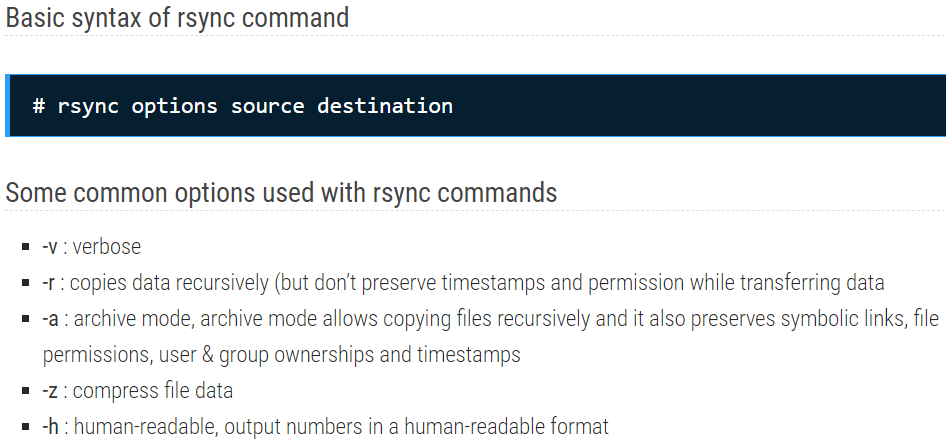 Basic syntax of rsync command
# rsync options source destination
Some common options used with rsync commands
-v : verbose
-r : copies data recursively (but don’t preserve timestamps and permission while transferring data
-a : archive mode, archive mode allows copying files recursively and it also preserves symbolic links, file
permissions, user & group ownerships and timestamps
-z : compress file data
-h : human-readable, output numbers in a human-readable format